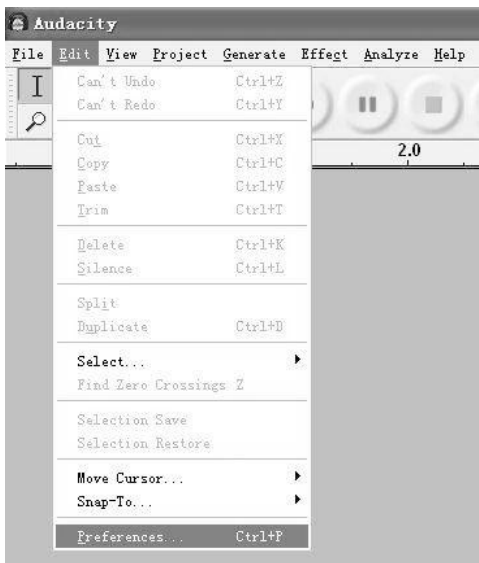 Audacity
File Edit View Project Generate Effect Analyze Help
Can't Undo Ctrl+Z
Can't Redo Ctrl+Y
2.0
Cut Ctrl+X
Copy Ctrl+C
Paste Ctrl+V
Trim Ctrl+T
Delete Ctrl+K
Silence Ctrl+L
Split
Duplicate Ctrl+D
Select...
Find Zero Crossings Z
Selection Save
Selection Restore
Move Cursor...
Snap-To...
Preferences... Ctrl+P